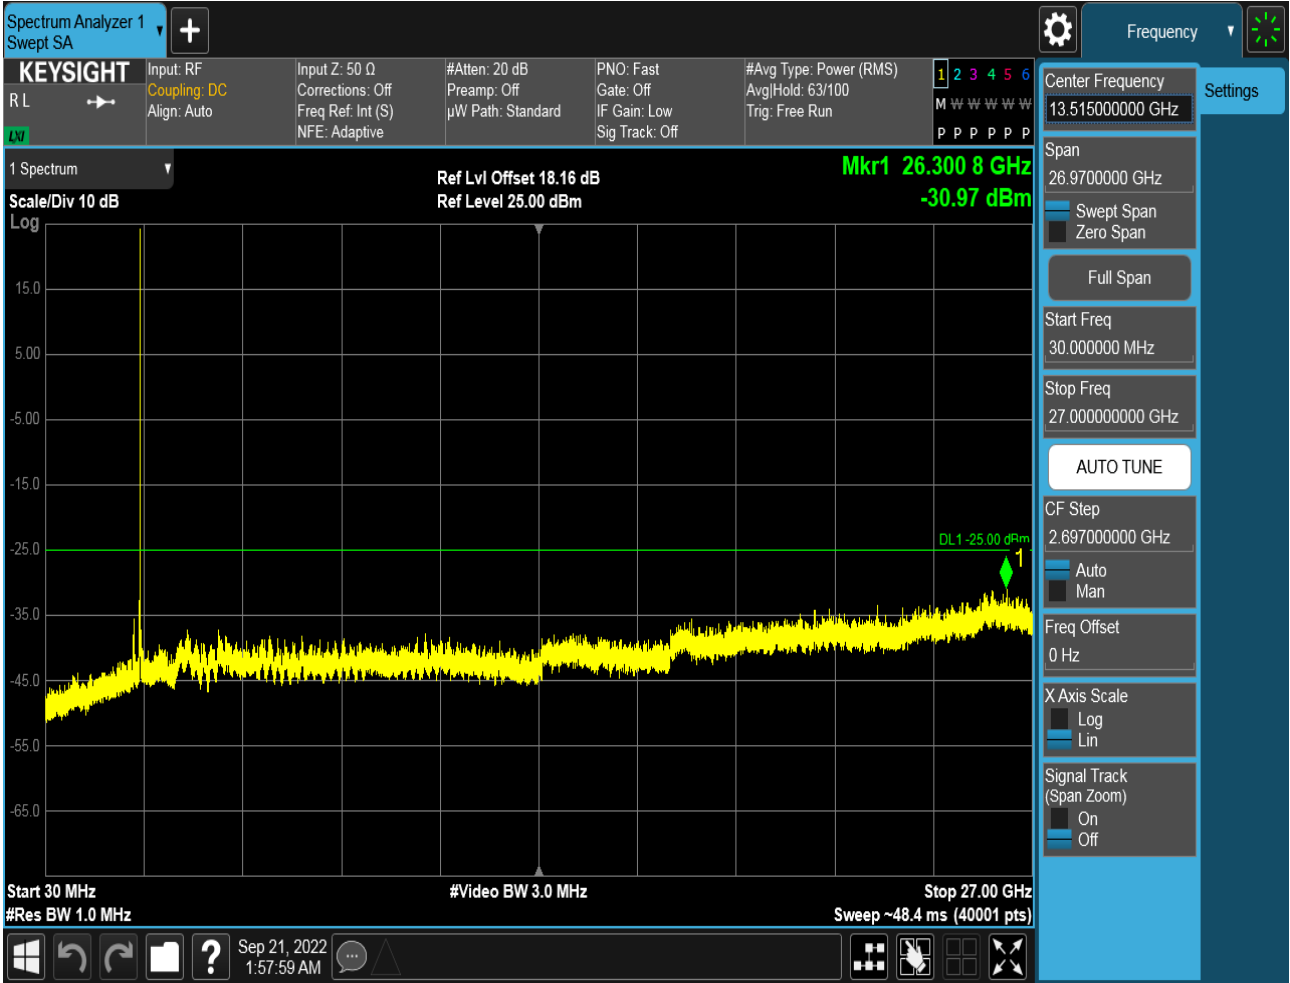 Spectrum Analyzer 1
Swept SA
Frequency
KEYSIGHT
R L
LXI
Input: RF
Coupling: DC
Align: Auto
Input Z: 50 Ω
Corrections: Off
Freq Ref: Int (S)
NFE: Adaptive
#Atten: 20 dB
Preamp: Off
µW Path: Standard
PNO: Fast
Gate: Off
IF Gain: Low
Sig Track: Off
#Avg Type: Power (RMS)
Avg|Hold: 63/100
Trig: Free Run
1 2 3 4 5 6
M W W W W W
P P P P P P
1 Spectrum
Scale/Div 10 dB
Log
Ref Lvl Offset 18.16 dB
Ref Level 25.00 dBm
Mkr1 26.300 8 GHz
-30.97 dBm
15.0
5.00
-5.00
-15.0
-25.0
-35.0
-45.0
-55.0
-65.0
DL1 -25.00 dBm
1
Start 30 MHz
#Res BW 1.0 MHz
#Video BW 3.0 MHz
Stop 27.00 GHz
Sweep ~48.4 ms (40001 pts)
Center Frequency
13.515000000 GHz
Span
26.9700000 GHz
Swept Span
Zero Span
Full Span
Start Freq
30.000000 MHz
Stop Freq
27.000000000 GHz
AUTO TUNE
CF Step
2.697000000 GHz
Auto
Man
Freq Offset
0 Hz
X Axis Scale
Log
Lin
Signal Track
(Span Zoom)
On
Off
Settings
?
Sep 21, 2022
1:57:59 AM